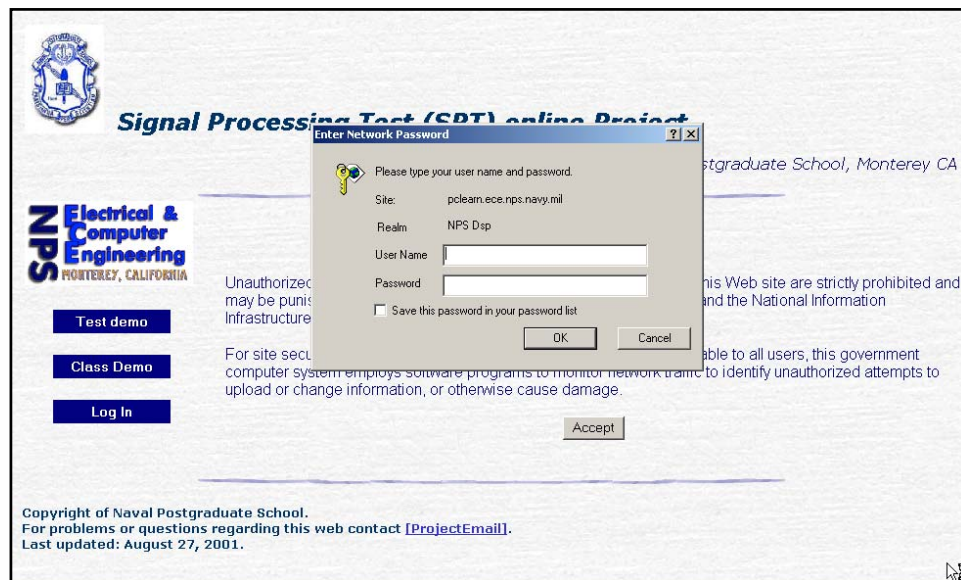 Signal Processing Test (SPT) online Project
Enter Network Password
stgraduate School, Monterey CA
Please type your user name and password.
Site: pclearn.ece.nps.navy.mil
Realm NPS Dsp
User Name
Password
Save this password in your password list
OK Cancel
NPS
Electrical &
Computer
Engineering
MONTEREY, CALIFORNIA
Test demo
Class Demo
Log In
Unauthorized his Web site are strictly prohibited and
may be punis and the National Information
Infrastructure
For site secu able to all users, this government
computer system employs software programs to monitor network traffic to identify unauthorized attempts to
upload or change information, or otherwise cause damage.
Accept
Copyright of Naval Postgraduate School.
For problems or questions regarding this web contact [ProjectEmail].
Last updated: August 27, 2001.